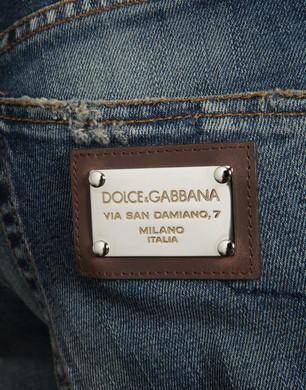 DOLCE&GABBANA
VIA SAN DAMIANO, 7
MILANO
ITALIA